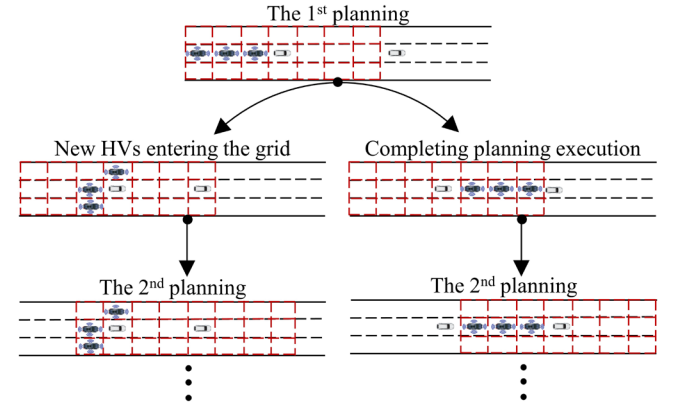 The 1st planning
New HVs entering the grid
Completing planning execution
The 2nd planning
The 2nd planning